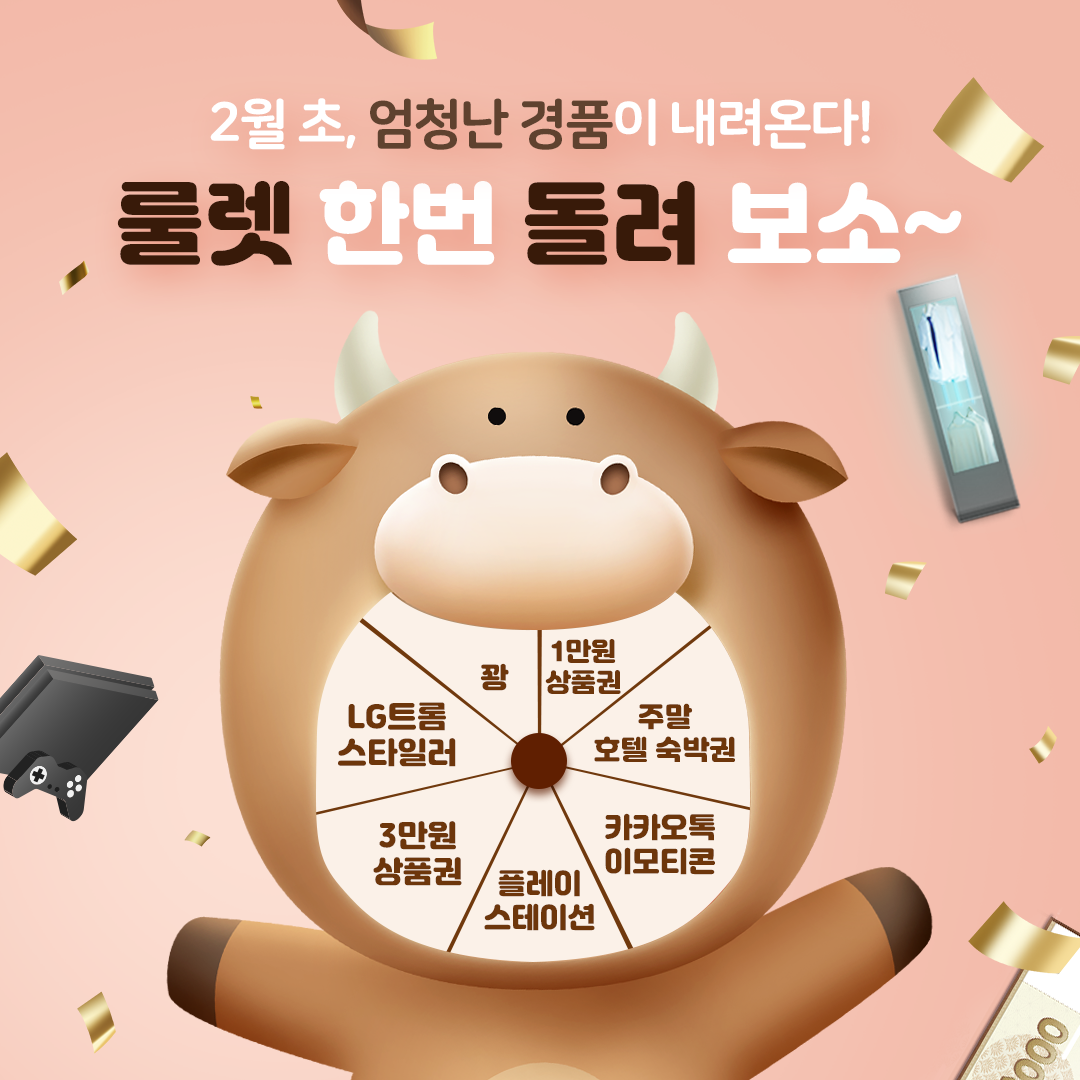 2월 초, 엄청난 경품이 내려온다!
룰렛 한번 돌려 보소~
꽝
1만원
상품권
LG트롬
스타일러
주말
호텔 숙박권
3만원
상품권
카카오톡
이모티콘
플레이
스테이션
000